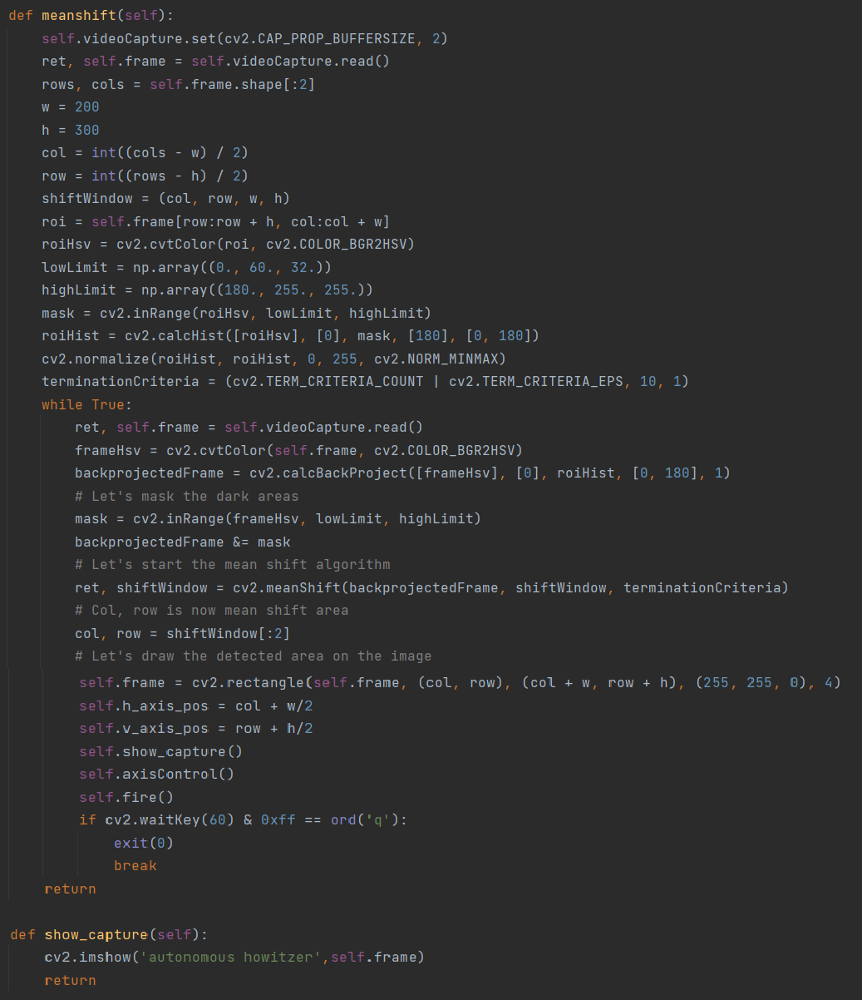 def meanshift(self):
    self.videoCapture.set(cv2.CAP_PROP_BUFFERSIZE, 2)
    ret, self.frame = self.videoCapture.read()
    rows, cols = self.frame.shape[:2]
    w = 200
    h = 300
    col = int((cols - w) / 2)
    row = int((rows - h) / 2)
    shiftWindow = (col, row, w, h)
    roi = self.frame[row:row + h, col:col + w]
    roiHsv = cv2.cvtColor(roi, cv2.COLOR_BGR2HSV)
    lowLimit = np.array((0., 60., 32.))
    highLimit = np.array((180., 255., 255.))
    mask = cv2.inRange(roiHsv, lowLimit, highLimit)
    roiHist = cv2.calcHist([roiHsv], [0], mask, [180], [0, 180])
    cv2.normalize(roiHist, roiHist, 0, 255, cv2.NORM_MINMAX)
    terminationCriteria = (cv2.TERM_CRITERIA_COUNT | cv2.TERM_CRITERIA_EPS, 10, 1)
    while True:
        ret, self.frame = self.videoCapture.read()
        frameHsv = cv2.cvtColor(self.frame, cv2.COLOR_BGR2HSV)
        backprojectedFrame = cv2.calcBackProject([frameHsv], [0], roiHist, [0, 180], 1)
        # Let's mask the dark areas
        mask = cv2.inRange(frameHsv, lowLimit, highLimit)
        backprojectedFrame &= mask
        # Let's start the mean shift algorithm
        ret, shiftWindow = cv2.meanShift(backprojectedFrame, shiftWindow, terminationCriteria)
        # Col, row is now mean shift area
        col, row = shiftWindow[:2]
        # Let's draw the detected area on the image
        self.frame = cv2.rectangle(self.frame, (col, row), (col + w, row + h), (255, 255, 0), 4)
        self.h_axis_pos = col + w/2
        self.v_axis_pos = row + h/2
        self.show_capture()
        self.axisControl()
        self.fire()
        if cv2.waitKey(60) & 0xff == ord('q'):
            exit(0)
            break
    return
def show_capture(self):
    cv2.imshow('autonomous howitzer',self.frame)
    return